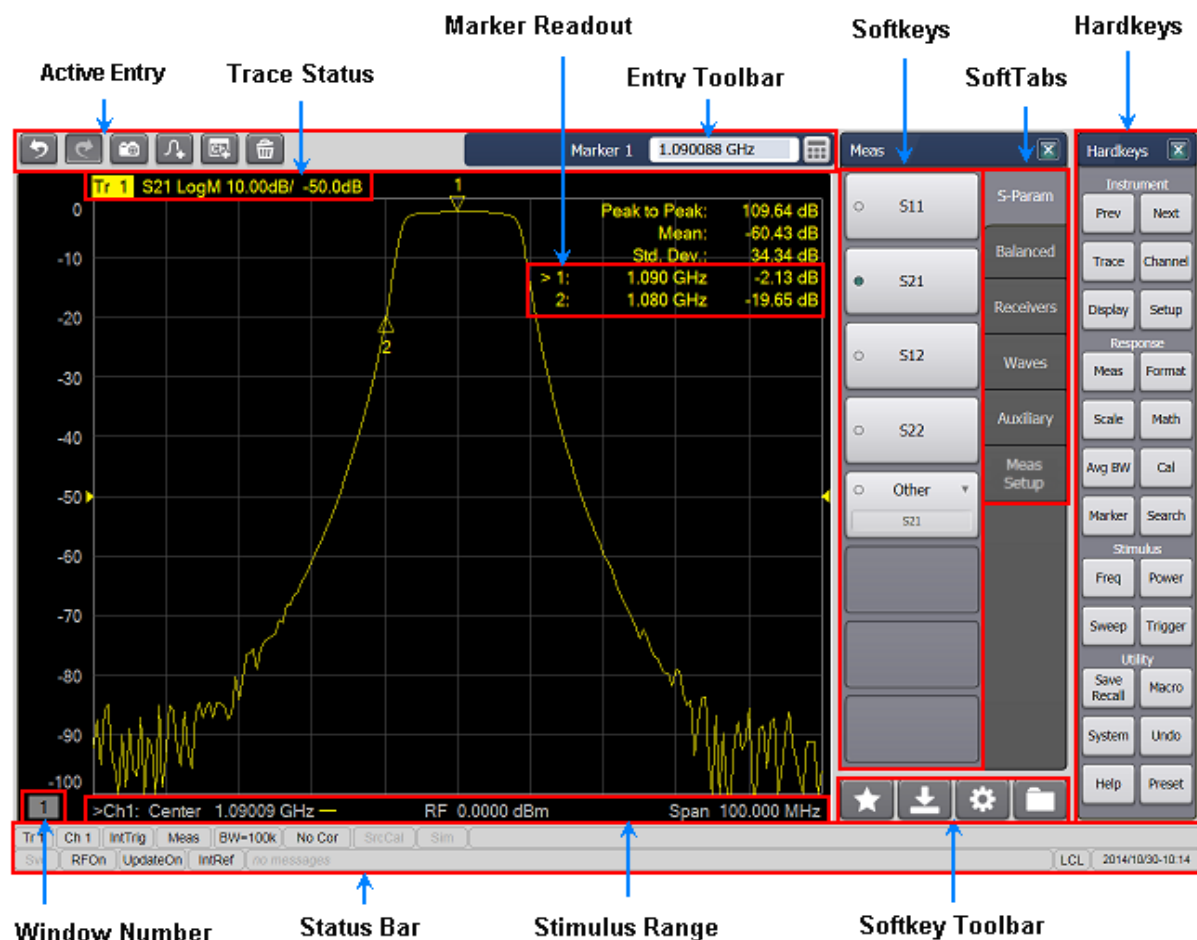 Marker Readout
Softkeys
Hardkeys
Active Entry
Trace Status
Entry Toolbar
SoftTabs
Marker 1 1.090088 GHz
Meas
Hardkeys
Tr 1 S21 LogM 10.00dB/ -50.0dB
1
0
-10
-20
-30
-40
-50
-60
-70
-80
-90
-100
Peak to Peak: 109.64 dB
Mean: -60.43 dB
Std. Dev.: 34.34 dB
> 1: 1.090 GHz -2.13 dB
2: 1.080 GHz -19.65 dB
2
S11
S21
S12
S22
Other
S21
S-Param
Balanced
Receivers
Waves
Auxiliary
Meas
Setup
Instrument
Prev Next
Trace Channel
Display Setup
Response
Meas Format
Scale Math
Avg BW Cal
Marker Search
Stimulus
Freq Power
Sweep Trigger
Utility
Save
Recall
Macro
System Undo
Help Preset
1
>Ch1: Center 1.09009 GHz RF 0.0000 dBm Span 100.000 MHz
Tr 1 Ch 1 IntTrig Meas BW=100k No Cor SrcCal Sim
RFOn UpdateOn IntRef no messages LCL 2014/10/30-10:14
Window Number
Status Bar
Stimulus Range
Softkey Toolbar